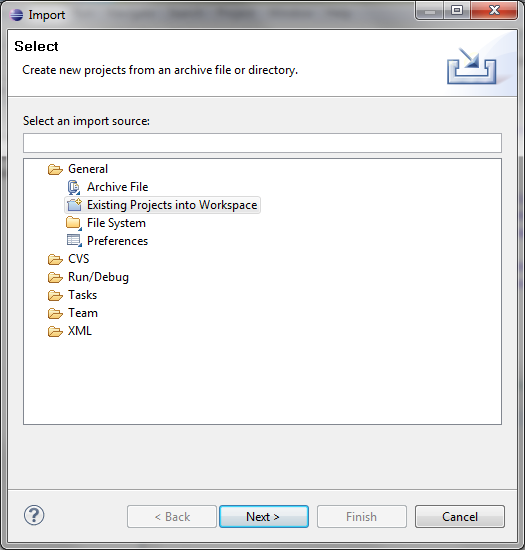 Import
Select
Create new projects from an archive file or directory.
Select an import source:
General
Archive File
Existing Projects into Workspace
File System
Preferences
CVS
Run/Debug
Tasks
Team
XML
?
< Back
Next >
Finish
Cancel